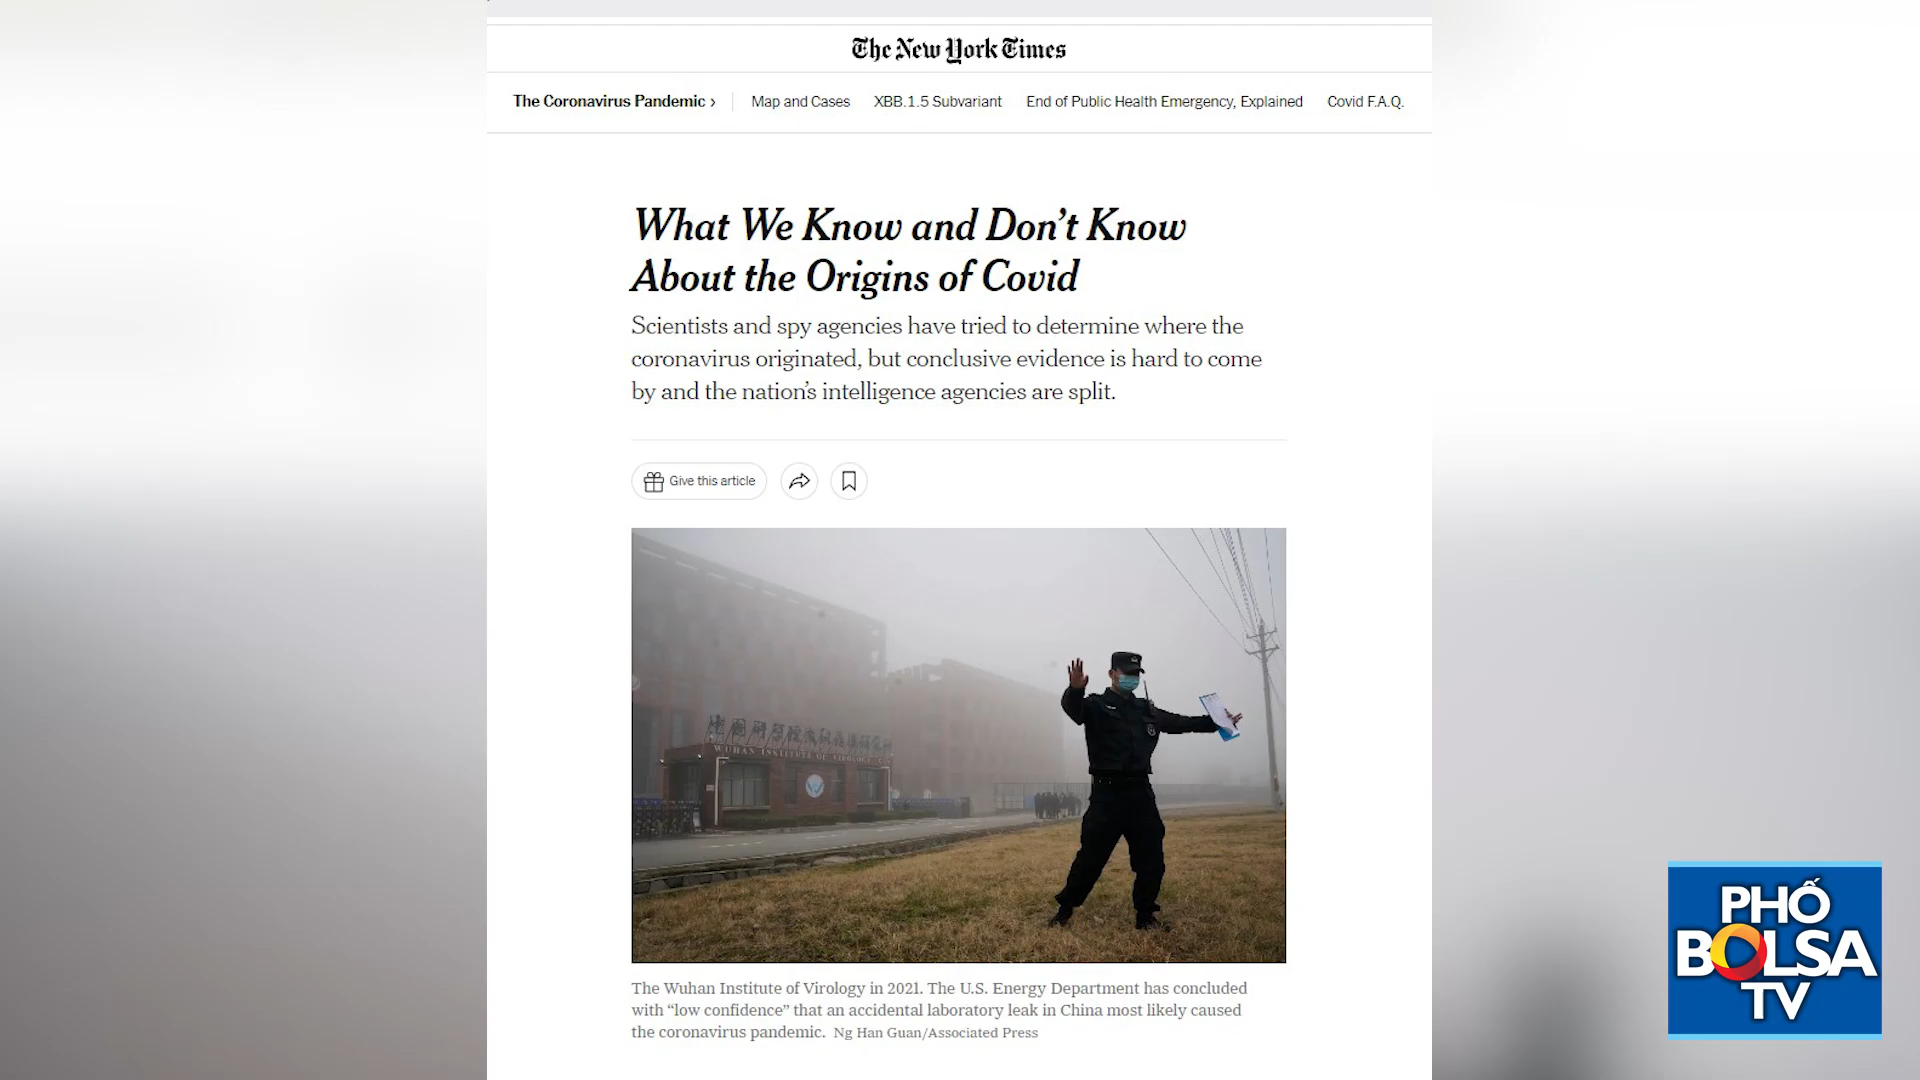 The New York Times
The Coronavirus Pandemic › Map and Cases XBB.1.5 Subvariant End of Public Health Emergency, Explained Covid F.A.Q.
What We Know and Don’t Know
About the Origins of Covid
Scientists and spy agencies have tried to determine where the
coronavirus originated, but conclusive evidence is hard to come
by and the nation’s intelligence agencies are split.
Give this article
WUHAN INSTITUTE OF VIROLOGY
The Wuhan Institute of Virology in 2021. The U.S. Energy Department has concluded
with “low confidence” that an accidental laboratory leak in China most likely caused
the coronavirus pandemic. Ng Han Guan/Associated Press
PHỐ
BOLSA
TV